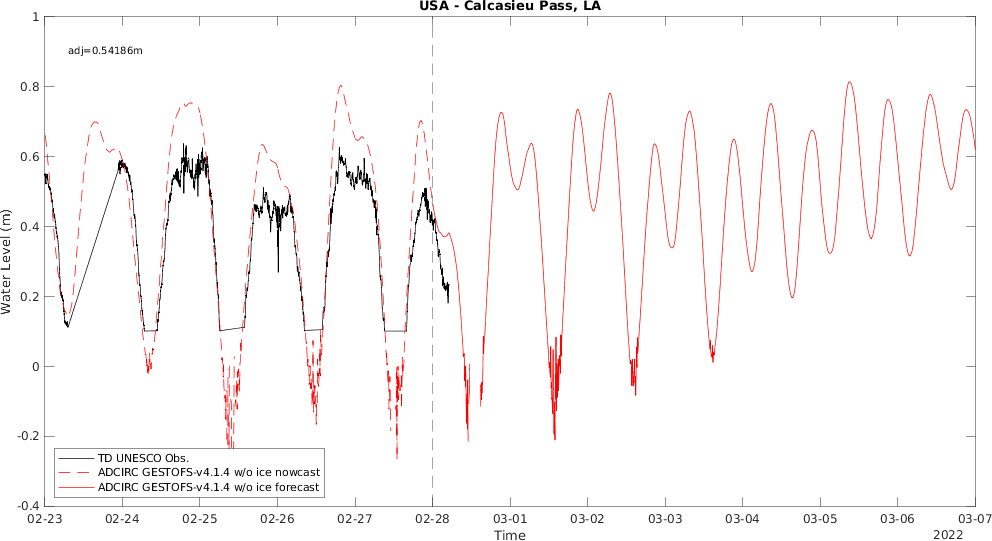 USA - Calcasieu Pass, LA
adj=0.54186m
Water Level (m)
1
0.8
0.6
0.4
0.2
0
-0.2
-0.4
TD UNESCO Obs.
ADCIRC GESTOFS-v4.1.4 w/o ice nowcast
ADCIRC GESTOFS-v4.1.4 w/o ice forecast
02-23 02-24 02-25 02-26 02-27 02-28 03-01 03-02 03-03 03-04 03-05 03-06 03-07
Time
2022